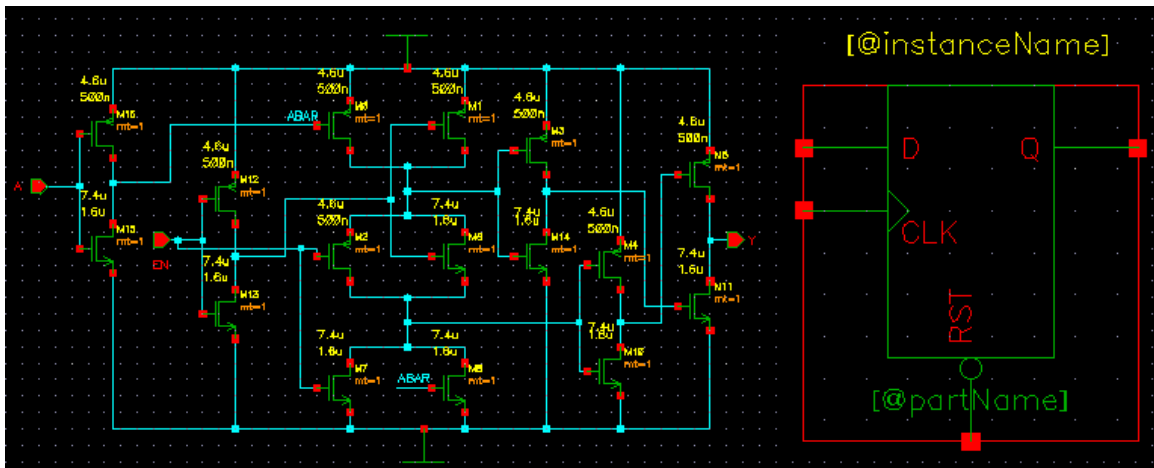 [@instanceName]
4.6u
500n
M16
mt=1
A
7.4u
1.6u
M15
mt=1
4.6u
500n
M12
mt=1
EN
7.4u
1.6u
M13
mt=1
ABAR
4.6u
500n
M0
mt=1
4.6u
500n
M1
mt=1
4.6u
500n
M2
mt=1
7.4u
1.6u
mt=1
7.4u
1.6u
M7
mt=1
ABAR
7.4u
1.6u
mt=1
4.6u
500n
M3
mt=1
7.4u
1.6u
M14
mt=1
4.6u
500n
M4
mt=1
7.4u
1.6u
M10
mt=1
4.6u
500n
mt=1
Y
7.4u
1.6u
M11
mt=1
D
Q
CLK
RST
[@partName]